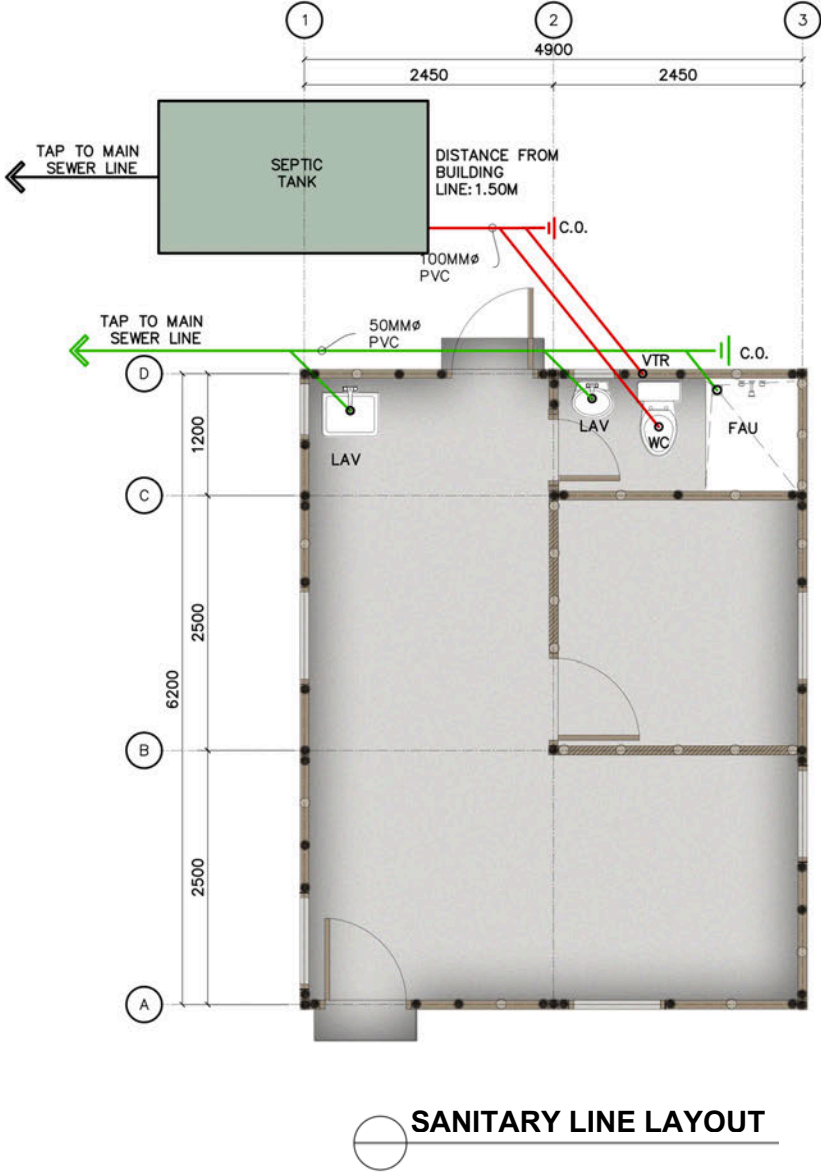 1
2
3
4900
2450
2450
TAP TO MAIN
SEWER LINE
SEPTIC
TANK
DISTANCE FROM
BUILDING
LINE: 1.50M
C.O.
100MMø
PVC
TAP TO MAIN
SEWER LINE
50MMø
PVC
C.O.
D
VTR
LAV
WC
FAU
LAV
1200
C
2500
6200
B
2500
A
SANITARY LINE LAYOUT